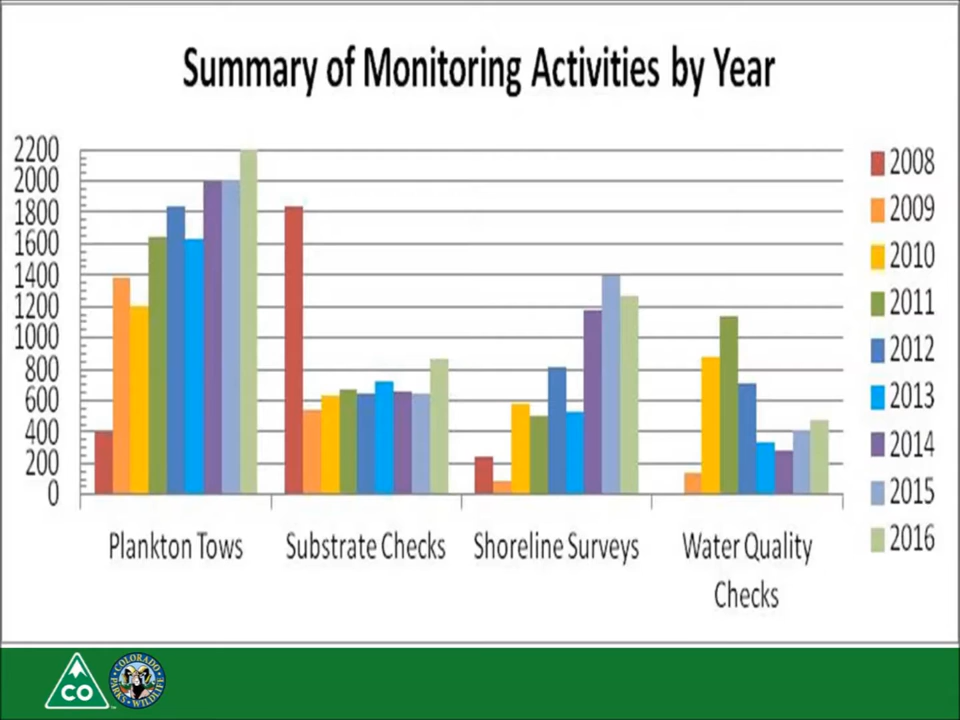 Summary of Monitoring Activities by Year
2200
2000
1800
1600
1400
1200
1000
800
600
400
200
0
Plankton Tows
Substrate Checks
Shoreline Surveys
Water Quality
Checks
2008
2009
2010
2011
2012
2013
2014
2015
2016
CO
COLORADO
PARKS & WILDLIFE